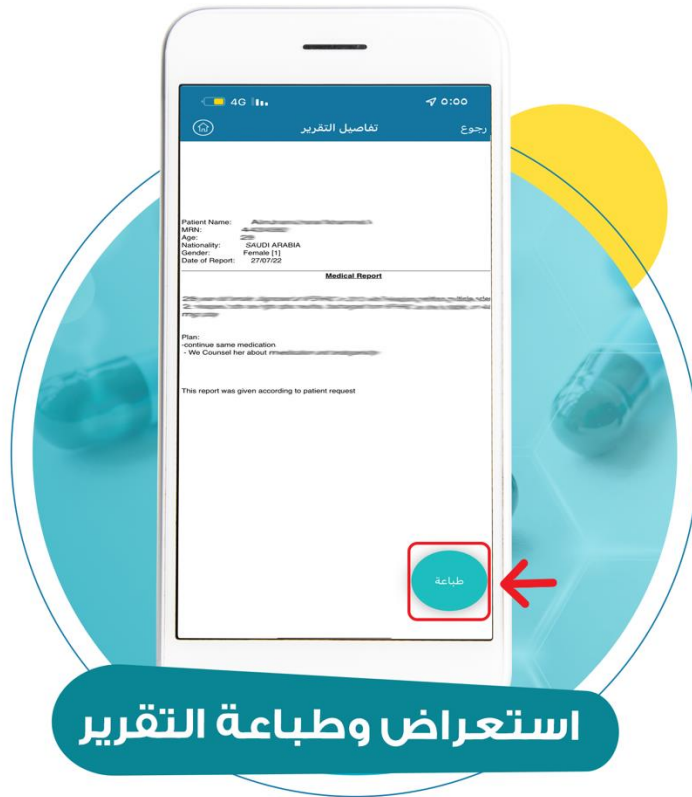 4G
0:00
رجوع
تفاصيل التقرير
Patient Name:
MRN:
Age:
Nationality: SAUDI ARABIA
Gender: Female [1]
Date of Report: 27/07/22
Medical Report
Plan:
-continue same medication
- We Counsel her about
This report was given according to patient request
طباعة
استعراض وطباعة التقرير